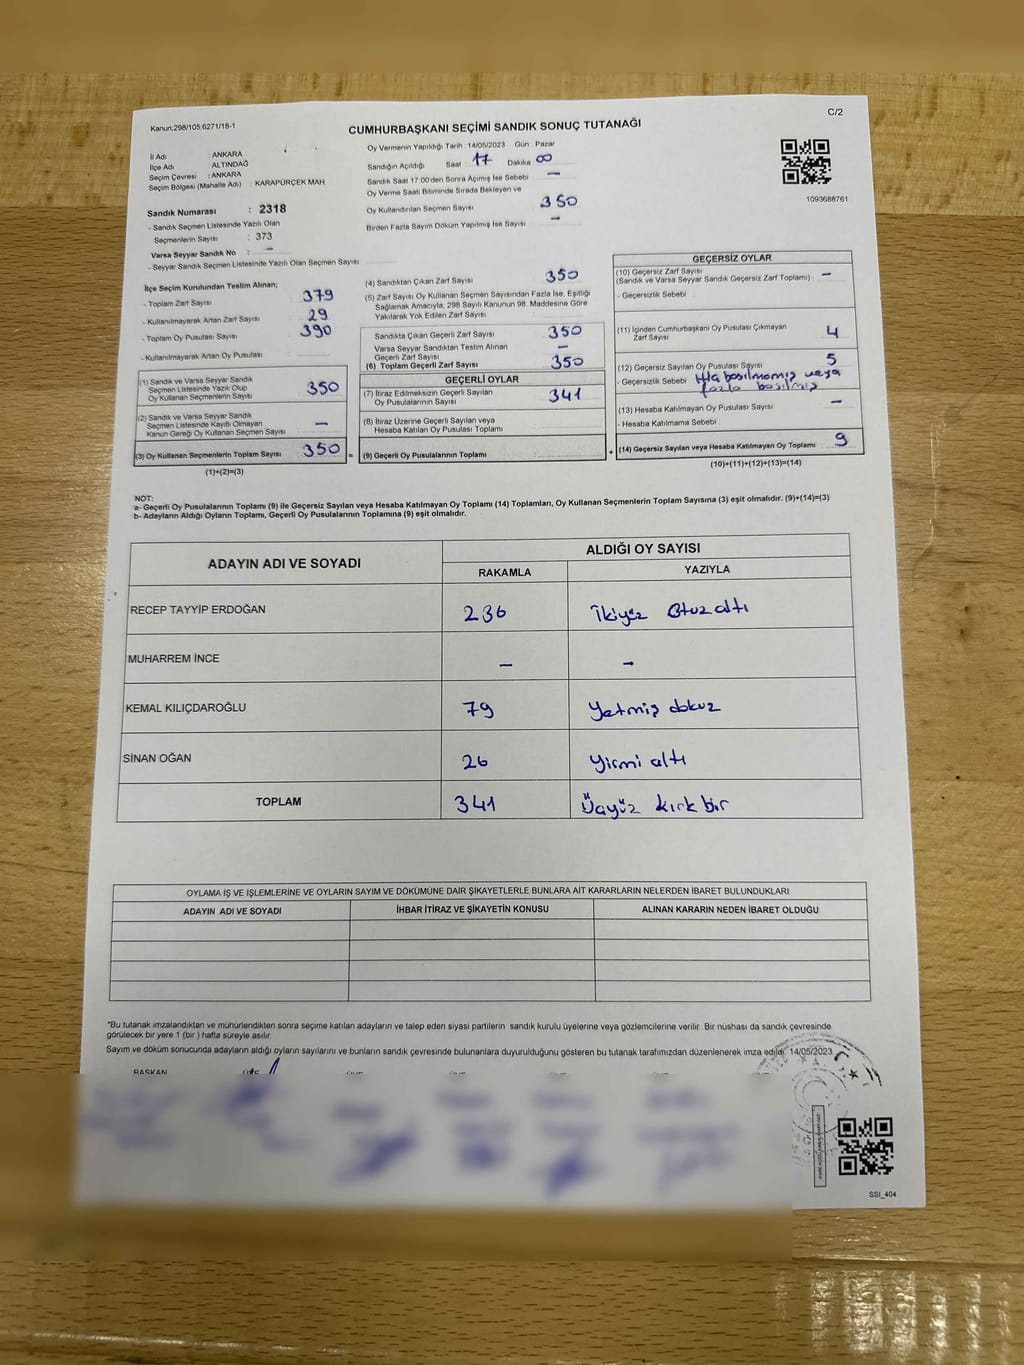 C/2
Kanun.298/105.6271/18-1
CUMHURBAŞKANI SEÇİMİ SANDIK SONUÇ TUTANAĞI
İl Adı : ANKARA
İlçe Adı : ALTINDAĞ
Seçim Çevresi : ANKARA
Seçim Bölgesi (Mahalle Adı) : KARAPÜRÇEK MAH.
Oy Vermenin Yapıldığı Tarih :14/05/2023 Gün : Pazar
Sandığın Açıldığı Saat : 17 Dakika : 00
Sandık Saat 17.00'den Sonra Açımış İse Sebebi : –
Oy Verme Saati Bitiminde Sırada Bekleyen ve
Oy Kullandırılan Seçmen Sayısı : 350
Birden Fazla Sayım Döküm Yapılmış İse Sayısı : –
1093688761
Sandık Numarası : 2318
- Sandık Seçmen Listesinde Yazılı Olan
Seçmenlerin Sayısı : 373
Varsa Seyyar Sandık No : –
- Seyyar Sandık Seçmen Listesinde Yazılı Olan Seçmen Sayısı :
İlçe Seçim Kurulundan Teslim Alınan;
- Toplam Zarf Sayısı : 379
- Kullanılmayarak Artan Zarf Sayısı : 29
- Toplam Oy Pusulası Sayısı : 390
- Kullanılmayarak Artan Oy Pusulası :
(1) Sandık ve Varsa Seyyar Sandık
Seçmen Listesinde Yazılı Olup
Oy Kullanan Seçmenlerin Sayısı : 350
(2) Sandık ve Varsa Seyyar Sandık
Seçmen Listesinde Kayıtlı Olmayan
Kanun Gereği Oy Kullanan Seçmen Sayısı : –
(3) Oy Kullanan Seçmenlerin Toplam Sayısı : 350 =
(1)+(2)=(3)
(4) Sandıktan Çıkan Zarf Sayısı : 350
(5) Zarf Sayısı Oy Kullanan Seçmen Sayısından Fazla İse, Eşitliği
Sağlamak Amacıyla, 298 Sayılı Kanunun 98. Maddesine Göre
Yakılarak Yok Edilen Zarf Sayısı :
Sandıkta Çıkan Geçerli Zarf Sayısı : 350
Varsa Seyyar Sandıktan Teslim Alınan
Geçerli Zarf Sayısı : –
(6) Toplam Geçerli Zarf Sayısı : 350
GEÇERLİ OYLAR
(7) İtiraz Edilmeksizin Geçerli Sayılan
Oy Pusulalarının Sayısı : 341
(8) İtiraz Üzerine Geçerli Sayılan veya
Hesaba Katılan Oy Pusulası Toplamı :
(9) Geçerli Oy Pusulalarının Toplamı : +
GEÇERSİZ OYLAR
(10) Geçersiz Zarf Sayısı
(Sandık ve Varsa Seyyar Sandık Geçersiz Zarf Toplamı) : –
- Geçersizlik Sebebi :
(11) İçinden Cumhurbaşkanı Oy Pusulası Çıkmayan
Zarf Sayısı : 4
(12) Geçersiz Sayılan Oy Pusulası Sayısı : 5
- Geçersizlik Sebebi : basılmamış veya
fazla basılmış
(13) Hesaba Katılmayan Oy Pusulası Sayısı : –
- Hesaba Katılmama Sebebi :
(14) Geçersiz Sayılan veya Hesaba Katılmayan Oy Toplamı : 9
(10)+(11)+(12)+(13)=(14)
NOT:
a- Geçerli Oy Pusulalarının Toplamı (9) ile Geçersiz Sayılan veya Hesaba Katılmayan Oy Toplamı (14) Toplamları, Oy Kullanan Seçmenlerin Toplam Sayısına (3) eşit olmalıdır. (9)+(14)=(3)
b- Adayların Aldığı Oyların Toplamı, Geçerli Oy Pusulalarının Toplamına (9) eşit olmalıdır.
ADAYIN ADI VE SOYADI
ALDIĞI OY SAYISI
RAKAMLA YAZIYLA
RECEP TAYYİP ERDOĞAN 236 İkiyüz Otuzaltı
MUHARREM İNCE – –
KEMAL KILIÇDAROĞLU 79 Yetmiş dokuz
SİNAN OĞAN 26 Yirmi altı
TOPLAM 341 Üçyüz kırk bir
OYLAMA İŞ VE İŞLEMLERİNE VE OYLARIN SAYIM VE DÖKÜMÜNE DAİR ŞİKAYETLERLE BUNLARA AİT KARARLARIN NELERDEN İBARET BULUNDUKLARI
ADAYIN ADI VE SOYADI İHBAR İTİRAZ VE ŞİKAYETİN KONUSU ALINAN KARARIN NEDEN İBARET OLDUĞU
*Bu tutanak imzalandıktan ve mühürlendikten sonra seçime katılan adayların ve talep eden siyasi partilerin sandık kurulu üyelerine veya gözlemcilerine verilir. Bir nüshası da sandık çevresinde
görülecek bir yere 1 (bir ) hafta süreyle asılır.
Sayım ve döküm sonucunda adayların aldığı oyların sayılarını ve bunların sandık çevresinde bulunanlara duyurulduğunu gösteren bu tutanak tarafımızdan düzenlenerek imza edildi. 14/05/2023
BAŞKAN
SSI_404